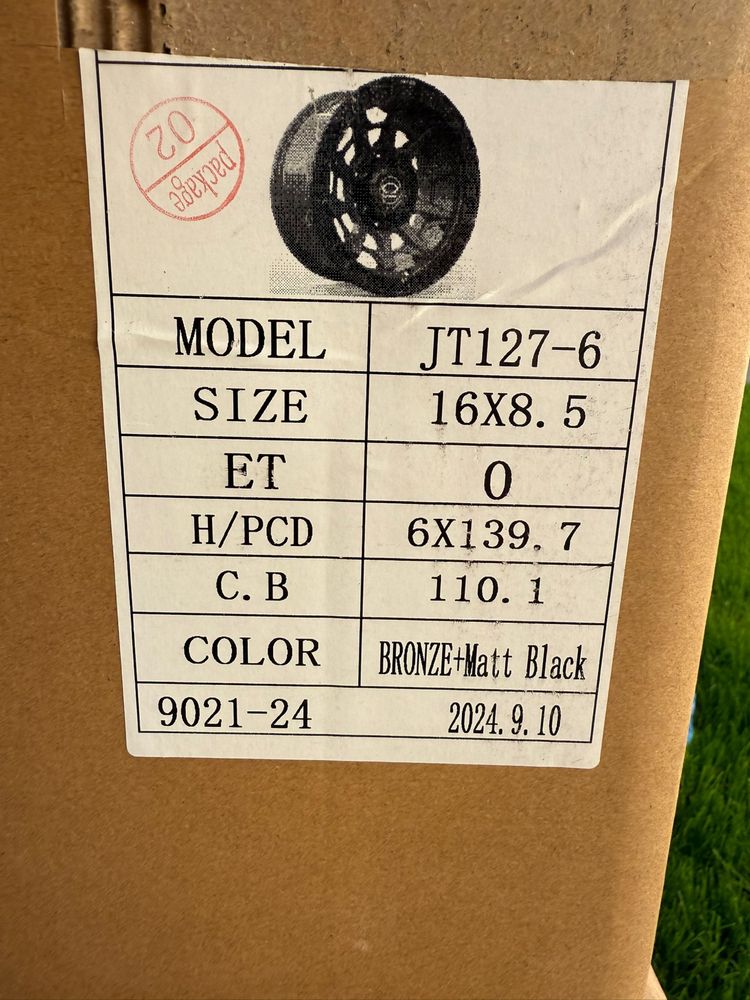 02
package
MODEL JT127-6
SIZE 16X8.5
ET 0
H/PCD 6X139.7
C.B 110.1
COLOR BRONZE+Matt Black
9021-24 2024.9.10